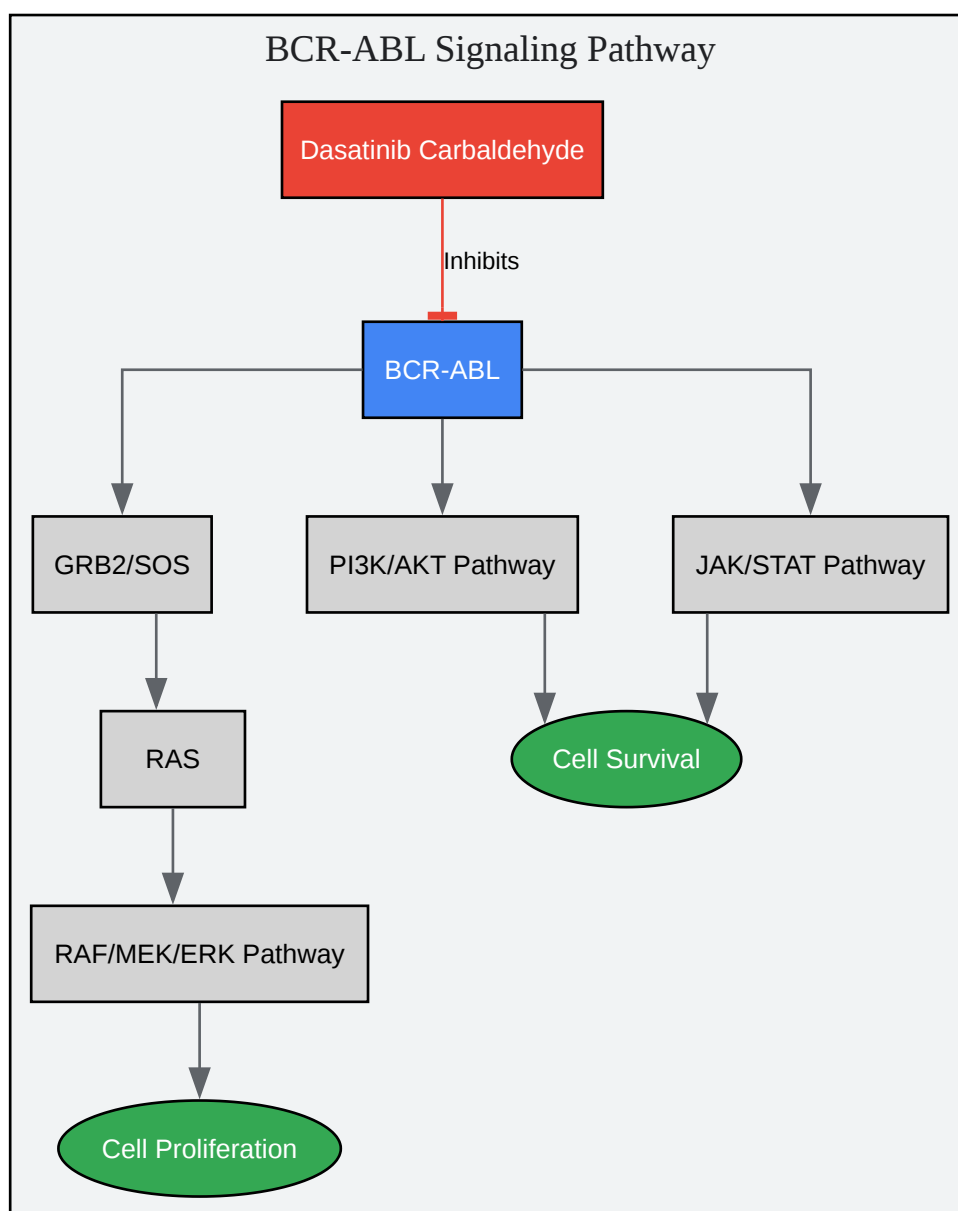 BCR-ABL Signaling Pathway
Dasatinib Carbaldehyde
Inhibits
BCR-ABL
GRB2/SOS
PI3K/AKT Pathway
JAK/STAT Pathway
RAS
Cell Survival
RAF/MEK/ERK Pathway
Cell Proliferation